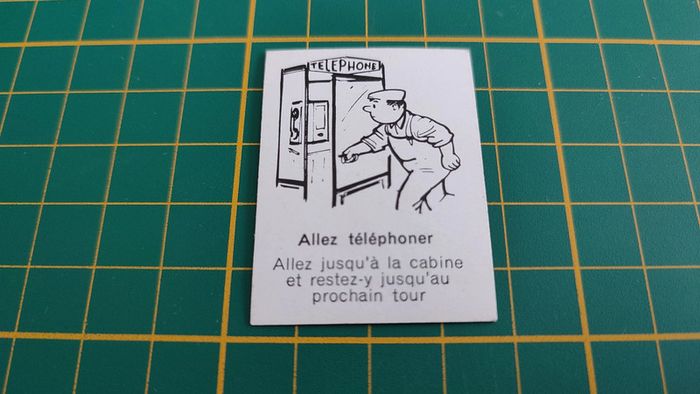 TELEPHONE
Allez téléphoner
Allez jusqu'à la cabine
et restez-y jusqu'au
prochain tour